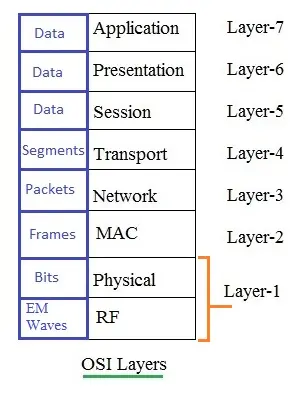 Data Application Layer-7
Data Presentation Layer-6
Data Session Layer-5
Segments Transport Layer-4
Packets Network Layer-3
Frames MAC Layer-2
Bits Physical
Layer-1
EM
Waves RF
OSI Layers